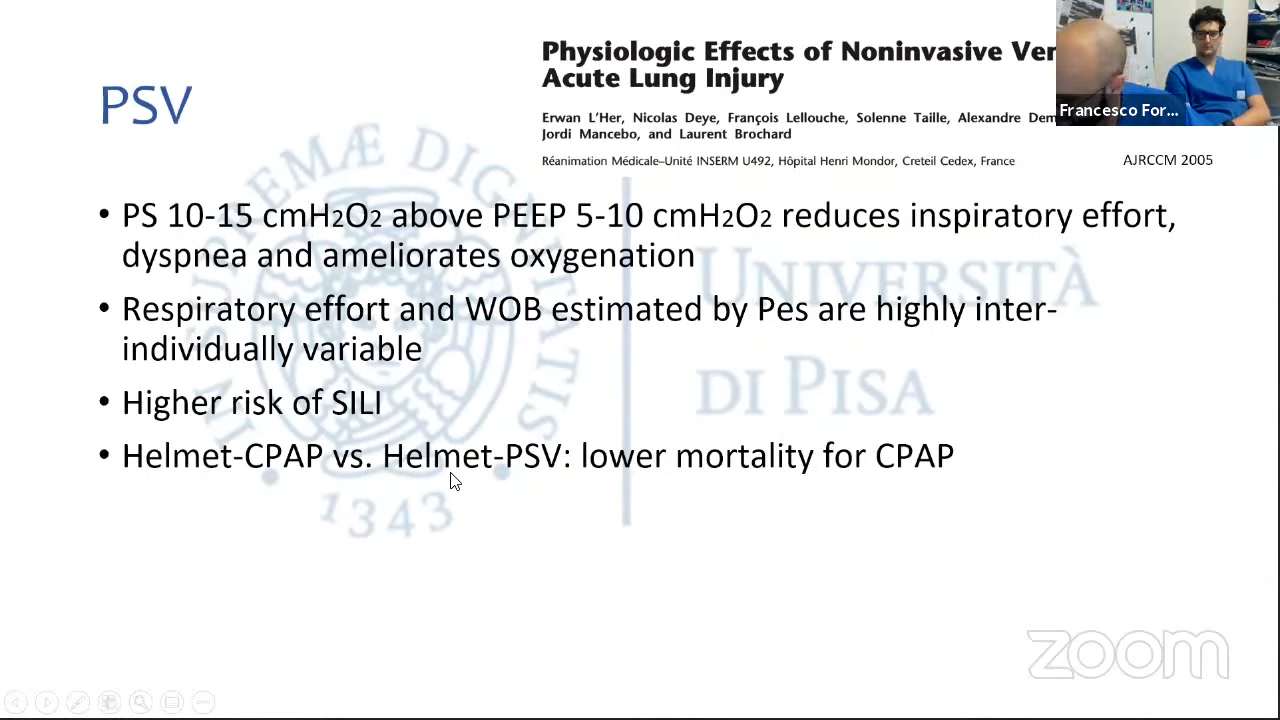 Physiologic Effects of Noninvasive
Acute Lung Injury
PSV
Erwan L'Her, Nicolas Deye, François Lellouche, Solenne Taille, Alexandre
Jordi Mancebo, and Laurent Brochard
Réanimation Médicale–Unité INSERM U492, Hôpital Henri Mondor, Creteil Cedex, France
AJRCCM 2005
Francesco For...
• PS 10-15 cmH2O2 above PEEP 5-10 cmH2O2 reduces inspiratory effort,
dyspnea and ameliorates oxygenation
• Respiratory effort and WOB estimated by Pes are highly inter-
individually variable
• Higher risk of SILI
• Helmet-CPAP vs. Helmet-PSV: lower mortality for CPAP
UNIVERSITÀ
DI PISA
1343
zoom